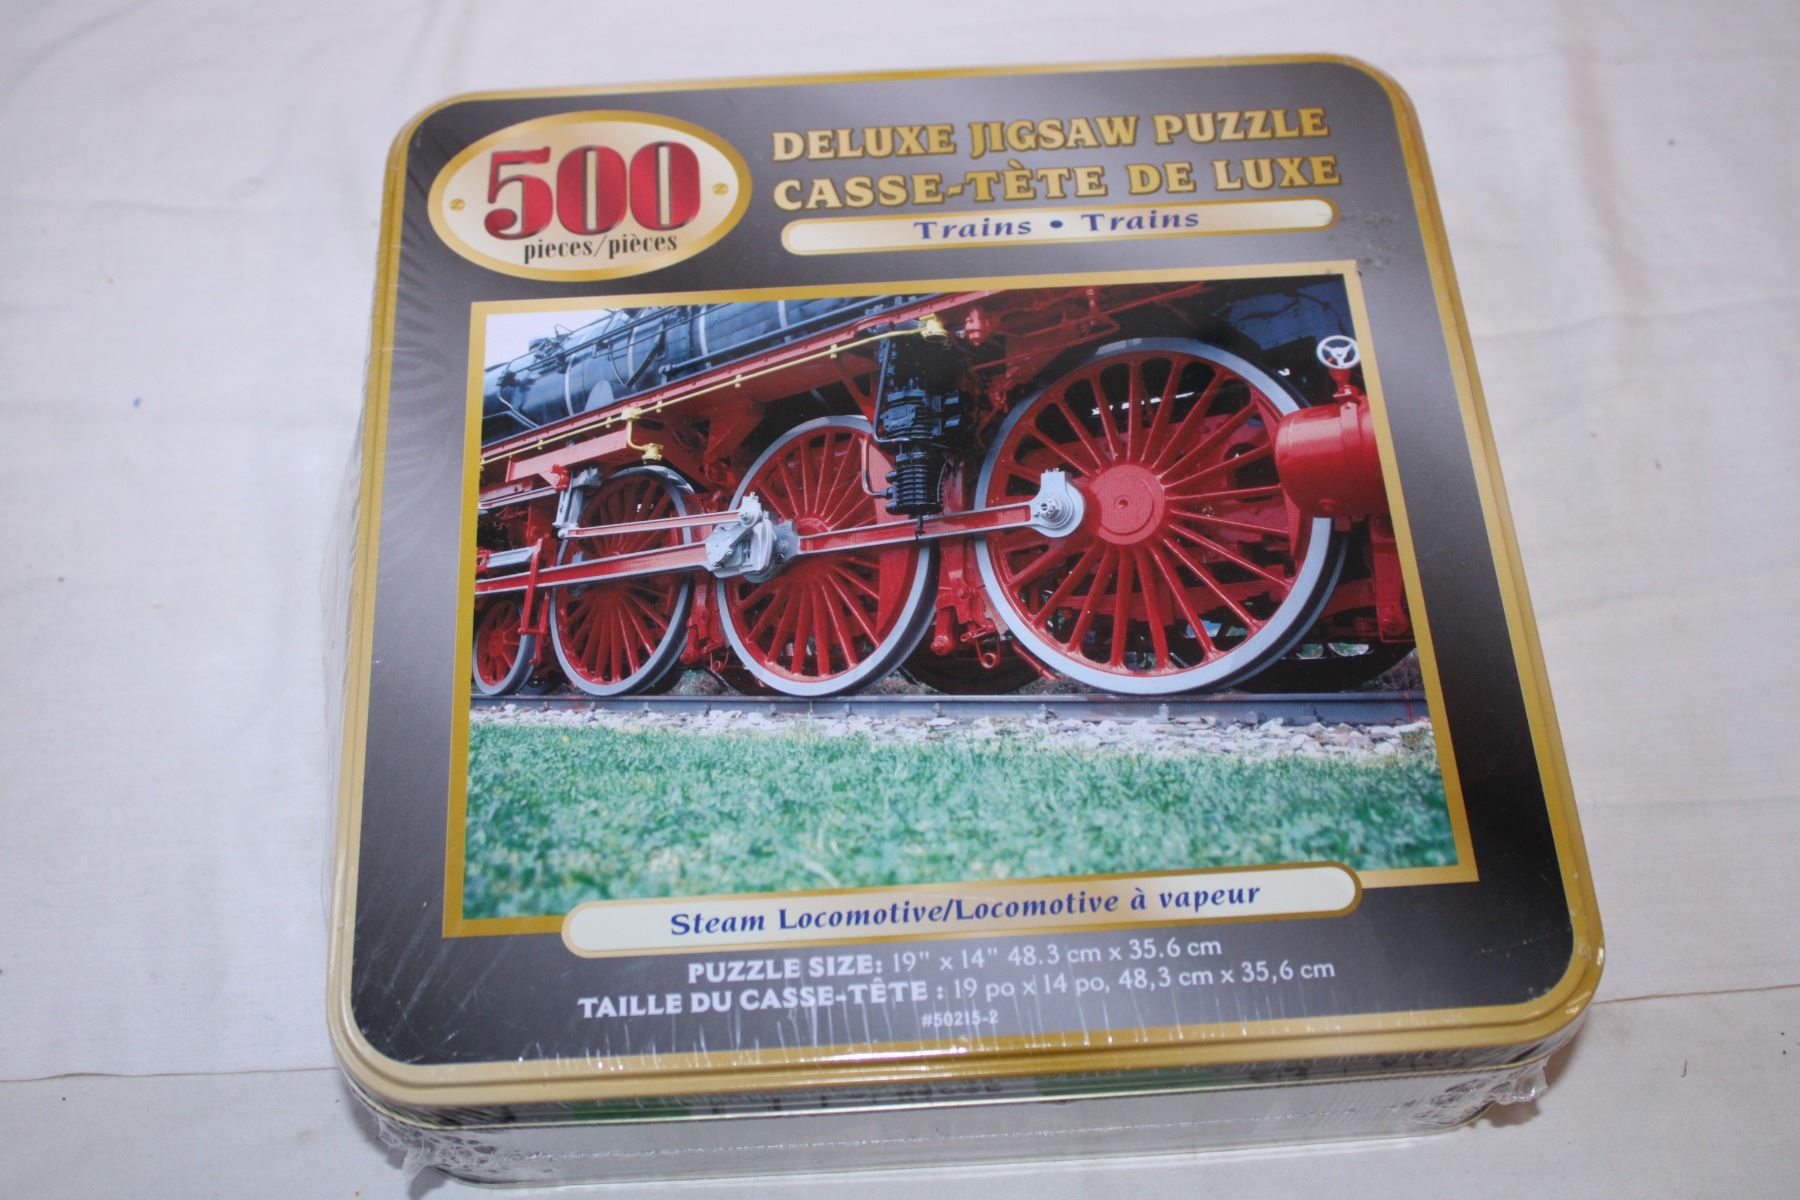 500
pieces/pièces
DELUXE JIGSAW PUZZLE
CASSE-TÈTE DE LUXE
Trains • Trains
Steam Locomotive/Locomotive à vapeur
PUZZLE SIZE: 19" x 14" 48.3 cm x 35.6 cm
TAILLE DU CASSE-TÊTE : 19 po x 14 po, 48,3 cm x 35,6 cm
#50215-2